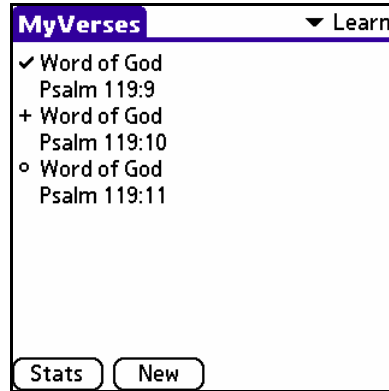 MyVerses Learn
✓ Word of God
Psalm 119:9
+ Word of God
Psalm 119:10
o Word of God
Psalm 119:11
Stats New